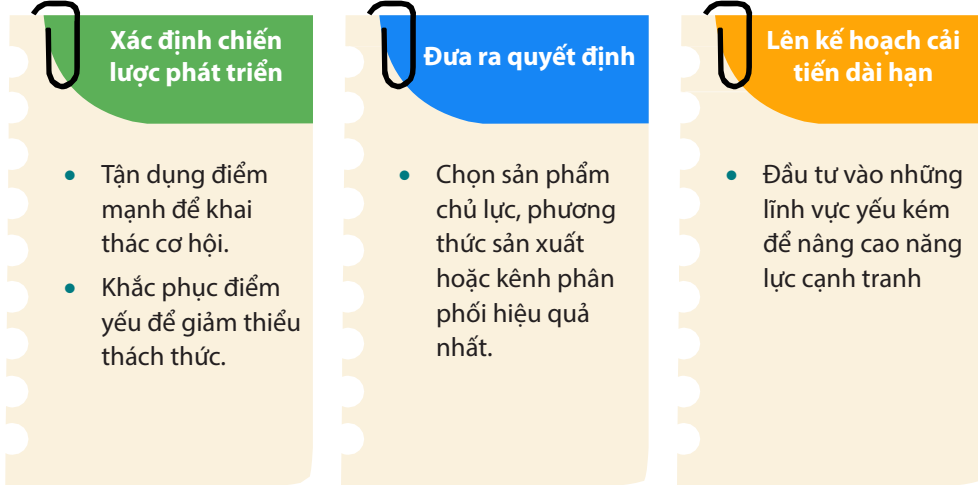 Xác định chiến
lược phát triển
• Tận dụng điểm
mạnh để khai
thác cơ hội.
• Khắc phục điểm
yếu để giảm thiểu
thách thức.
Đưa ra quyết định
• Chọn sản phẩm
chủ lực, phương
thức sản xuất
hoặc kênh phân
phối hiệu quả
nhất.
Lên kế hoạch cải
tiến dài hạn
• Đầu tư vào những
lĩnh vực yếu kém
để nâng cao năng
lực cạnh tranh